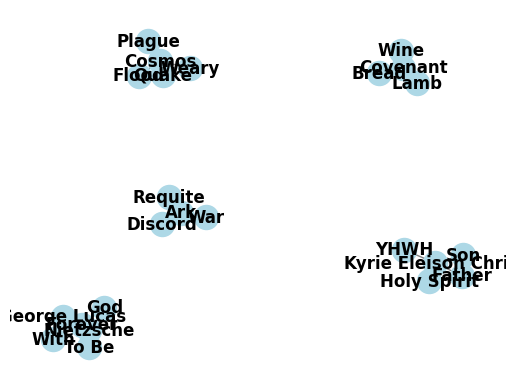 Plague
Cosmos
Weary
Flood
Quake
Wine
Covenant
Bread
Lamb
Requite
Ark
War
Discord
YHWH
Son
Kyrie Eleison Chri
Father
Holy Spirit
God
George Lucas
Forever
Nietzsche
With
To Be